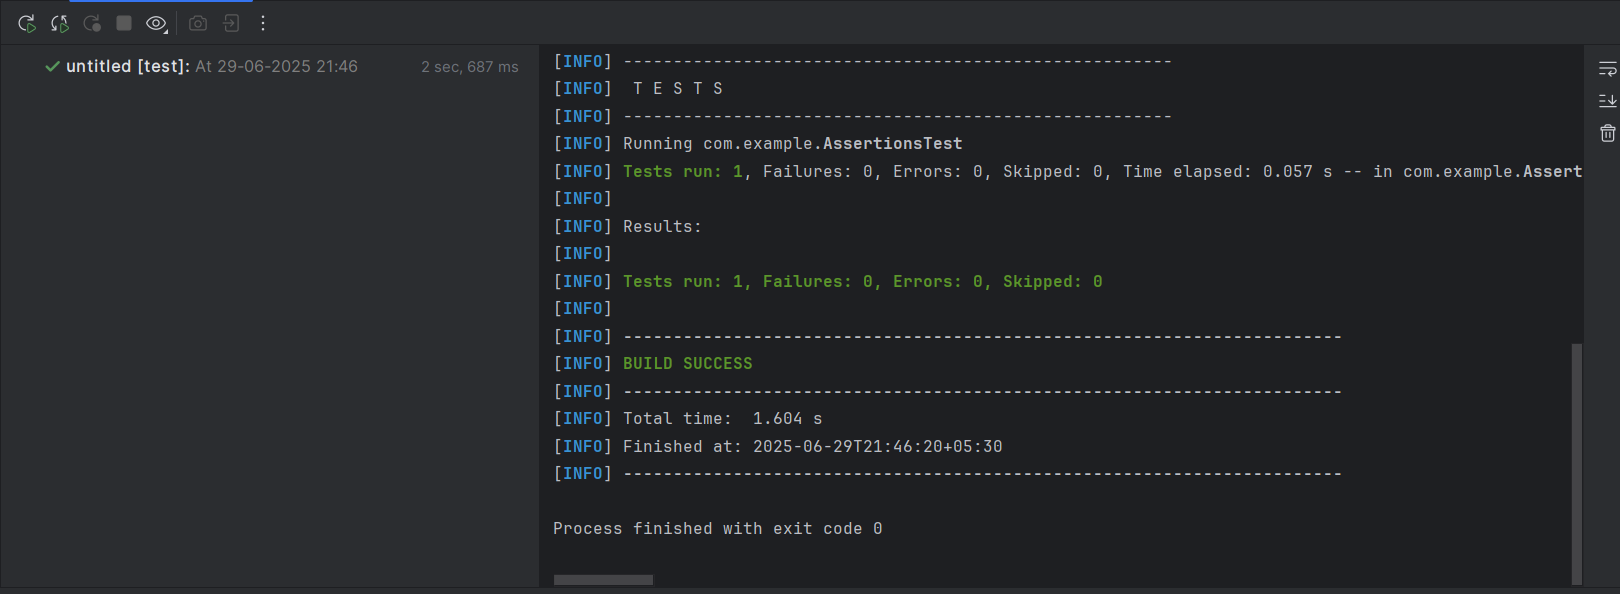 untitled [test]: At 29-06-2025 21:46 2 sec, 687 ms
[INFO] -------------------------------------------------------
[INFO]  T E S T S
[INFO] -------------------------------------------------------
[INFO] Running com.example.AssertionsTest
[INFO] Tests run: 1, Failures: 0, Errors: 0, Skipped: 0, Time elapsed: 0.057 s -- in com.example.Assert
[INFO]
[INFO] Results:
[INFO]
[INFO] Tests run: 1, Failures: 0, Errors: 0, Skipped: 0
[INFO]
[INFO] ------------------------------------------------------------------------
[INFO] BUILD SUCCESS
[INFO] ------------------------------------------------------------------------
[INFO] Total time:  1.604 s
[INFO] Finished at: 2025-06-29T21:46:20+05:30
[INFO] ------------------------------------------------------------------------
Process finished with exit code 0